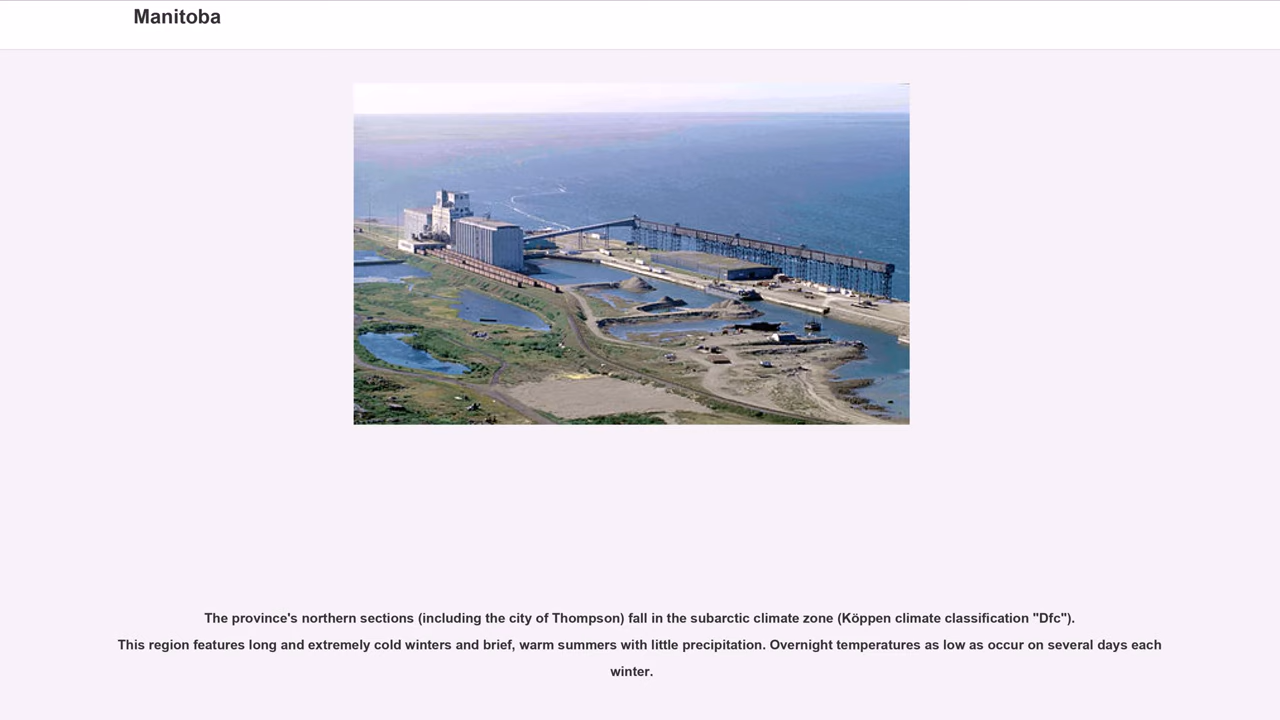 Manitoba
The province's northern sections (including the city of Thompson) fall in the subarctic climate zone (Köppen climate classification "Dfc").
This region features long and extremely cold winters and brief, warm summers with little precipitation. Overnight temperatures as low as occur on several days each
winter.